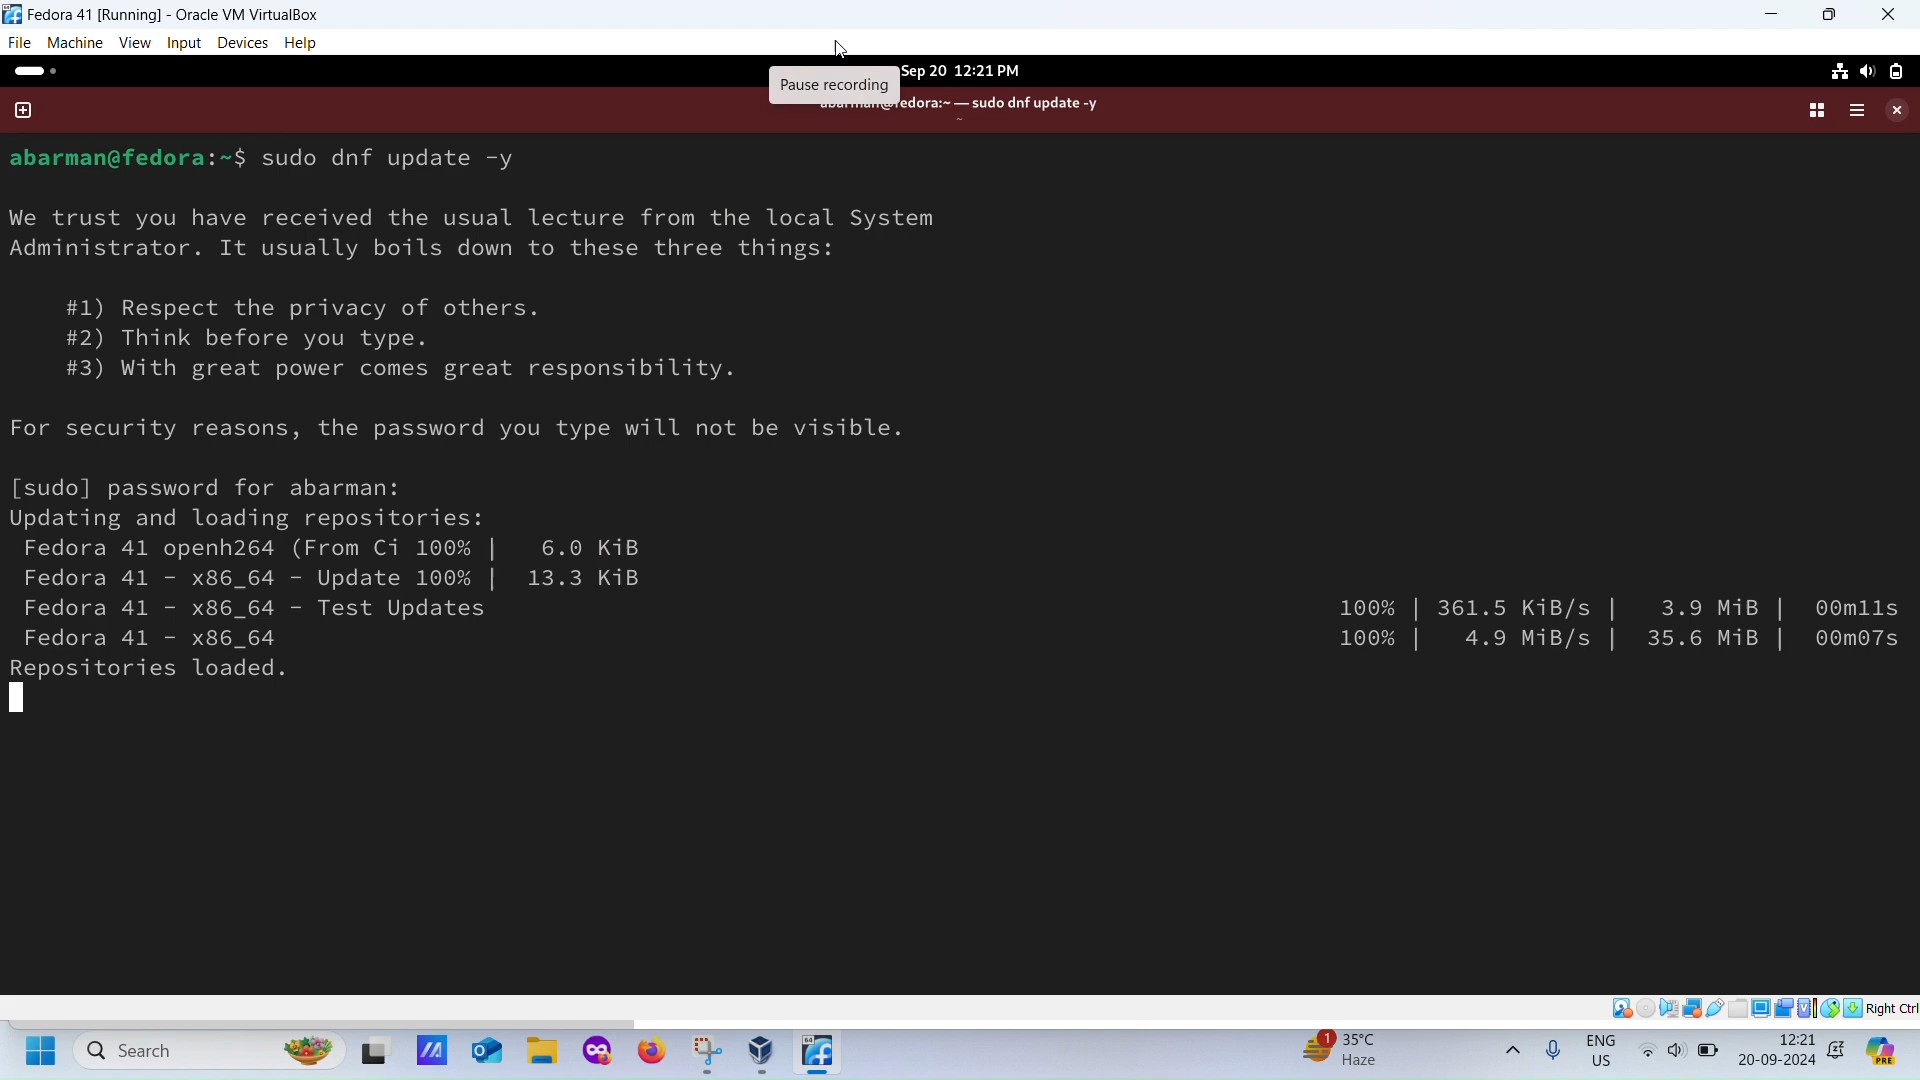 Fedora 41 [Running] - Oracle VM VirtualBox
File Machine View Input Devices Help
Sep 20 12:21 PM
Pause recording
edora:~ — sudo dnf update -y
~
abarman@fedora:~$ sudo dnf update -y
We trust you have received the usual lecture from the local System
Administrator. It usually boils down to these three things:
#1) Respect the privacy of others.
#2) Think before you type.
#3) With great power comes great responsibility.
For security reasons, the password you type will not be visible.
[sudo] password for abarman:
Updating and loading repositories:
Fedora 41 openh264 (From Ci 100% | 6.0 KiB
Fedora 41 - x86_64 - Update 100% | 13.3 KiB
Fedora 41 - x86_64 - Test Updates 100% | 361.5 KiB/s | 3.9 MiB | 00m11s
Fedora 41 - x86_64 100% | 4.9 MiB/s | 35.6 MiB | 00m07s
Repositories loaded.
Right Ctrl
Search
1
35°C
Haze
ENG
US
12:21
20-09-2024
PRE